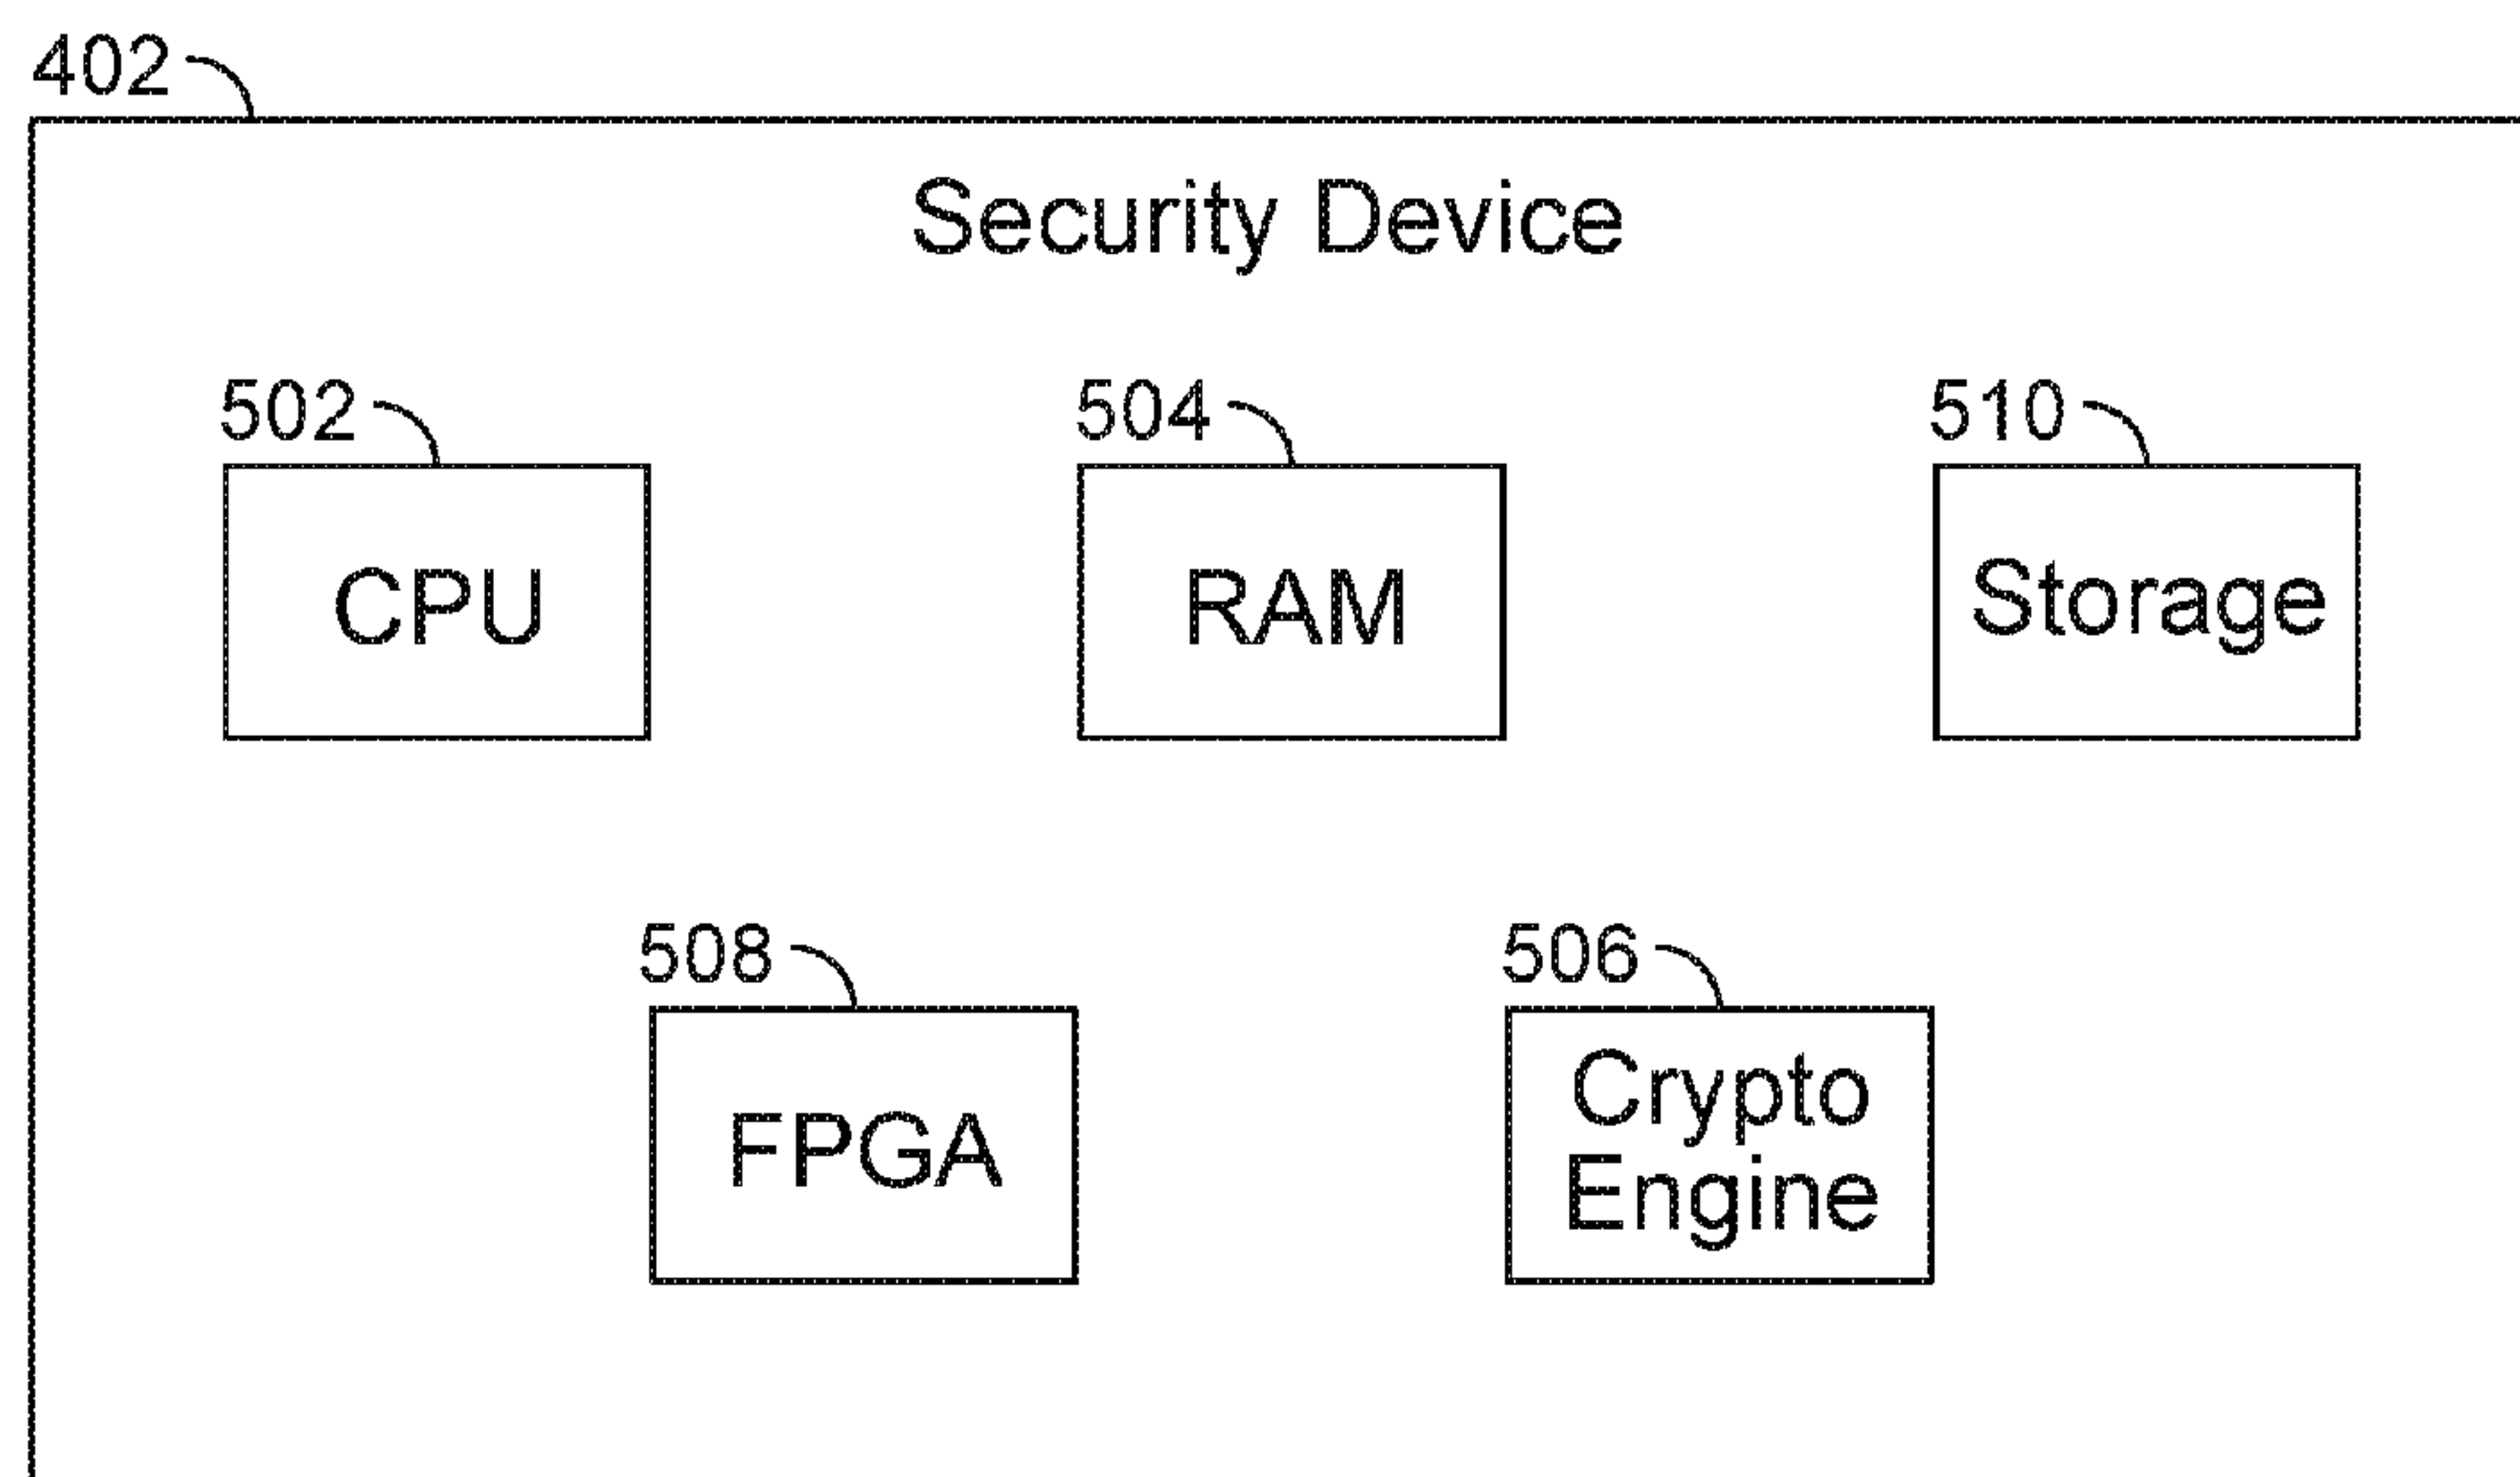 402
Security Device
502
504
510
CPU
RAM
Storage
508
506
FPGA
Crypto
Engine